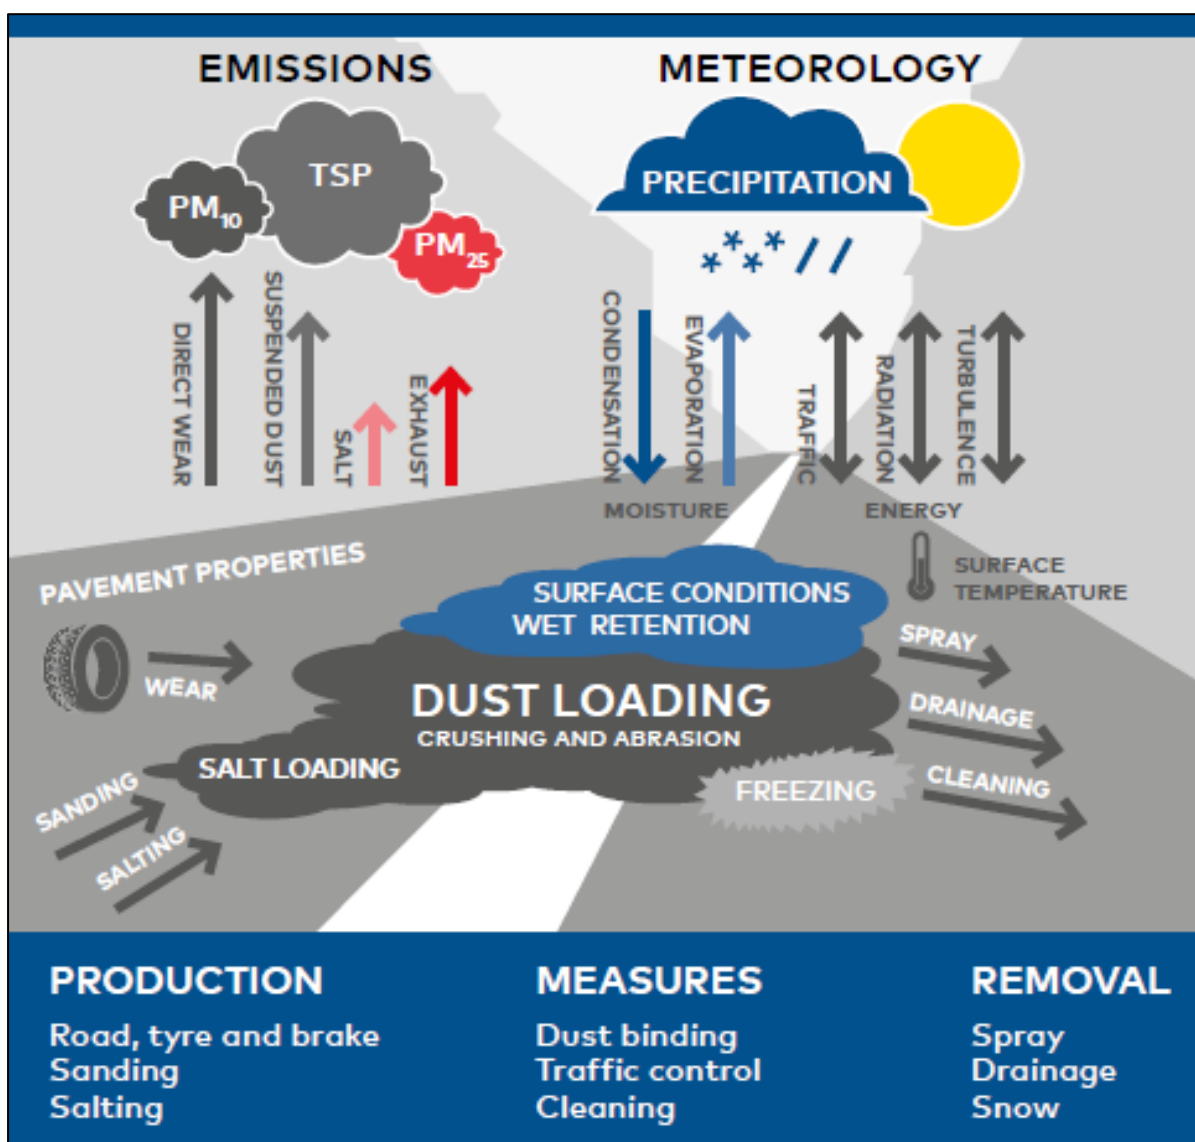 EMISSIONS
METEOROLOGY
TSP
PM10
PM25
PRECIPITATION
DIRECT WEAR
SUSPENDED DUST
SALT
EXHAUST
CONDENSATION
EVAPORATION
TRAFFIC
RADIATION
TURBULENCE
MOISTURE
ENERGY
SURFACE
TEMPERATURE
PAVEMENT PROPERTIES
SURFACE CONDITIONS
WET RETENTION
WEAR
DUST LOADING
CRUSHING AND ABRASION
SALT LOADING
FREEZING
SPRAY
DRAINAGE
CLEANING
SANDING
SALTING
PRODUCTION
Road, tyre and brake
Sanding
Salting
MEASURES
Dust binding
Traffic control
Cleaning
REMOVAL
Spray
Drainage
Snow